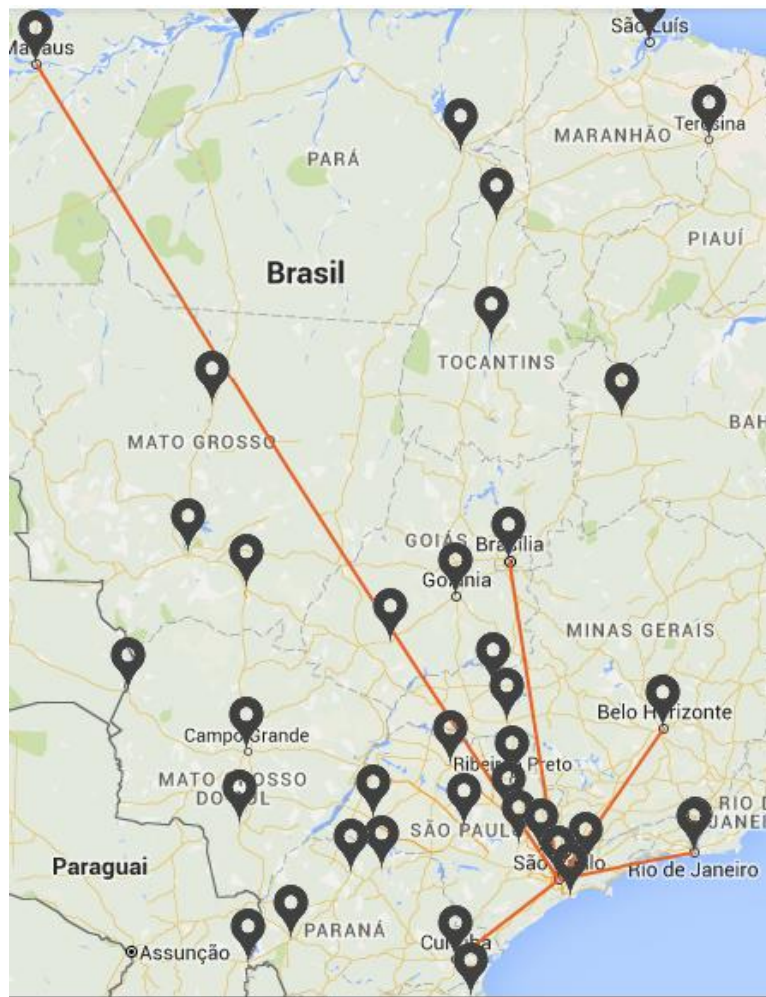 São Luís
Manaus
Teresina
MARANHÃO
PARÁ
PIAUÍ
Brasil
TOCANTINS
BAH
MATO GROSSO
GOIÁS
Brasília
Goiânia
MINAS GERAIS
Belo Horizonte
Campo Grande
Ribeirão Preto
MATO GROSSO
DO SUL
RIO D
JANEI
SÃO PAULO
Paraguai
São Paulo
Rio de Janeiro
PARANÁ
Curitiba
Assunção